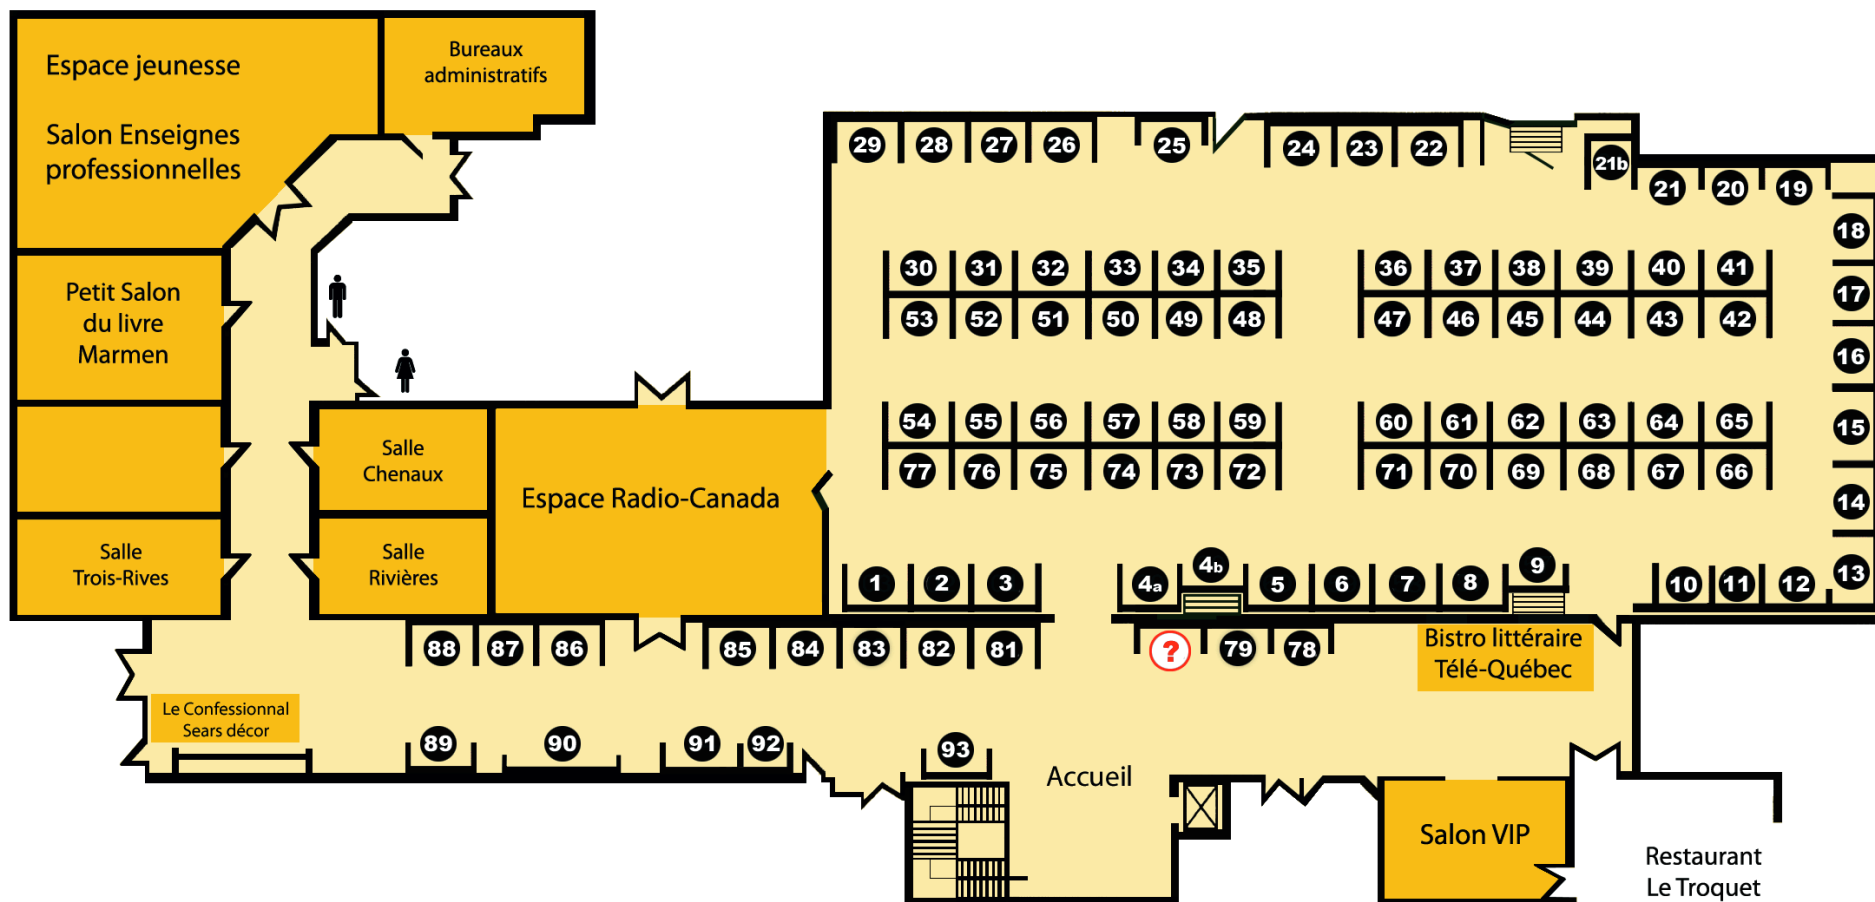 Espace jeunesse
Salon Enseignes
professionnelles
Bureaux
administratifs
Petit Salon
du livre
Marmen
Salle
Trois-Rives
Salle
Chenaux
Salle
Rivières
Espace Radio-Canada
29 28 27 26 25 24 23 22 21b
21 20 19
18
17
16
15
14
13
30 31 32 33 34 35 36 37 38 39 40 41
53 52 51 50 49 48 47 46 45 44 43 42
54 55 56 57 58 59 60 61 62 63 64 65
77 76 75 74 73 72 71 70 69 68 67 66
1 2 3 4a 4b 5 6 7 8 9 10 11 12
88 87 86 85 84 83 82 81 ? 79 78
Bistro littéraire
Télé-Québec
Le Confessionnal
Sears décor
89 90 91 92 93
Accueil
Salon VIP
Restaurant
Le Troquet